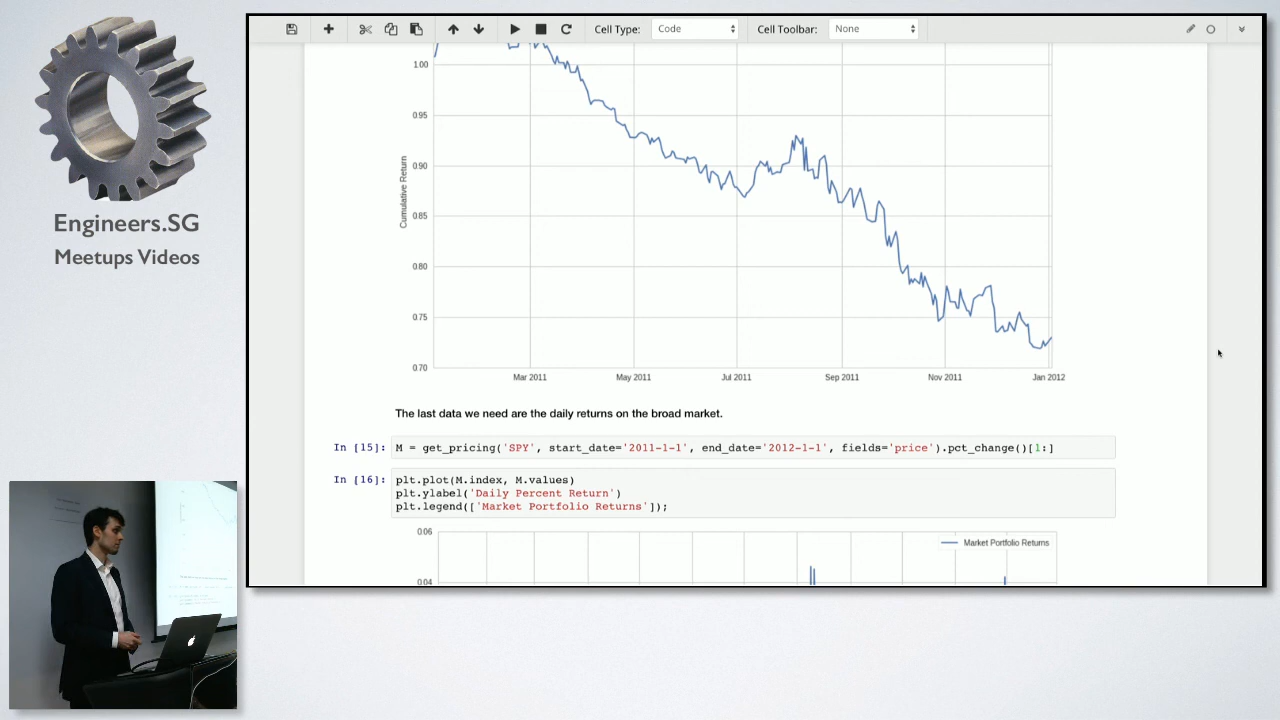 Engineers.SG
Meetups Videos
Cell Type:
Code
Cell Toolbar:
None
1.00
0.95
0.90
0.85
0.80
0.75
0.70
Cumulative Return
Mar 2011
May 2011
Jul 2011
Sep 2011
Nov 2011
Jan 2012
The last data we need are the daily returns on the broad market.
In [15]: M = get_pricing('SPY', start_date='2011-1-1', end_date='2012-1-1', fields='price').pct_change()[1:]
In [16]: plt.plot(M.index, M.values)
plt.ylabel('Daily Percent Return')
plt.legend(['Market Portfolio Returns']);
0.06
0.04
Market Portfolio Returns